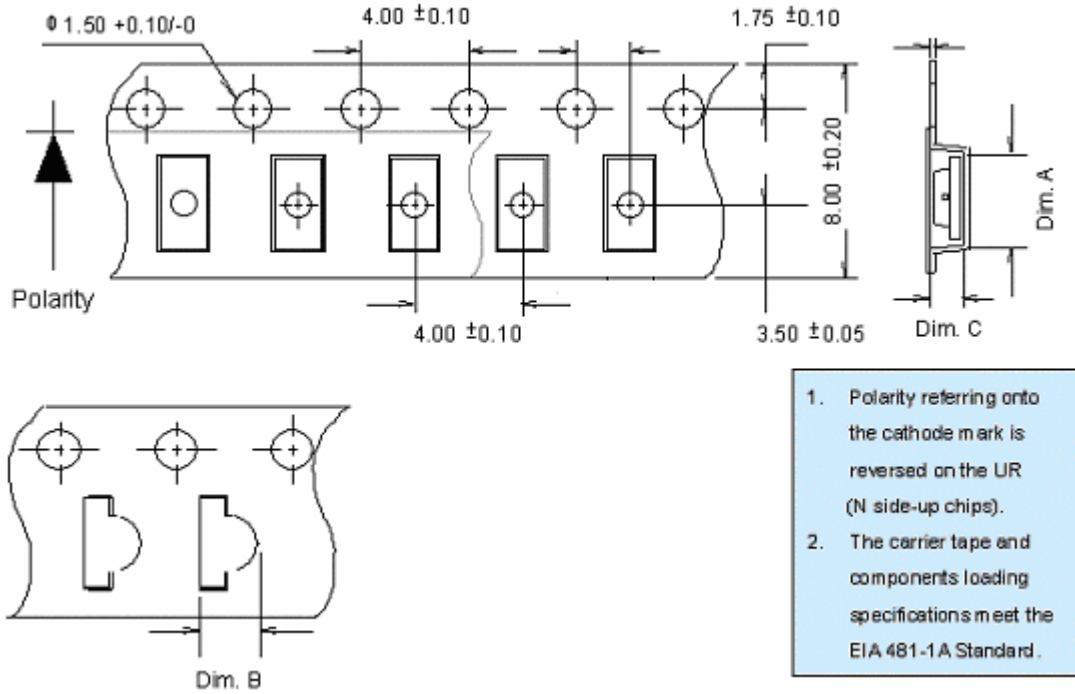 Φ 1.50 +0.10/-0
4.00 ±0.10
1.75 ±0.10
8.00 ±0.20
Dim. A
Polarity
4.00 ±0.10
3.50 ±0.05
Dim. C
Dim. B
1. Polarity referring onto
the cathode mark is
reversed on the UR
(N side-up chips).
2. The carrier tape and
components loading
specifications meet the
EIA 481-1A Standard.